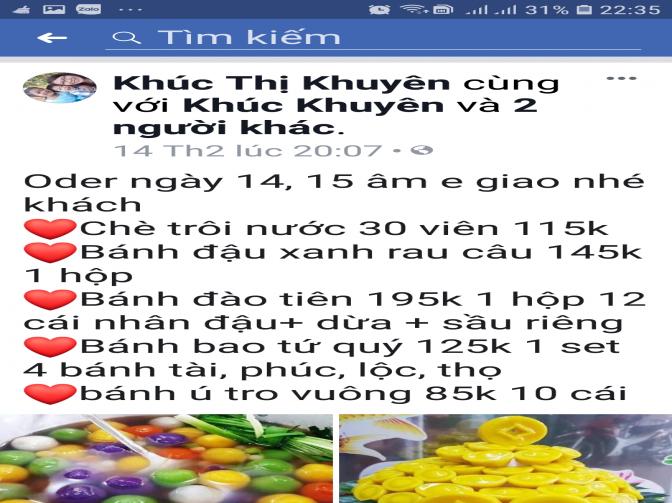 Zalo ... 31% 22:35
Tìm kiếm
Khúc Thị Khuyên cùng
với Khúc Khuyên và 2
người khác.
14 Th2 lúc 20:07 •
Oder ngày 14, 15 âm e giao nhé
khách
❤Chè trôi nước 30 viên 115k
❤Bánh đậu xanh rau câu 145k
1 hộp
❤Bánh đào tiên 195k 1 hộp 12
cái nhân đậu+ dừa + sầu riêng
❤Bánh bao tứ quý 125k 1 set
4 bánh tài, phúc, lộc, thọ
❤bánh ú tro vuông 85k 10 cái